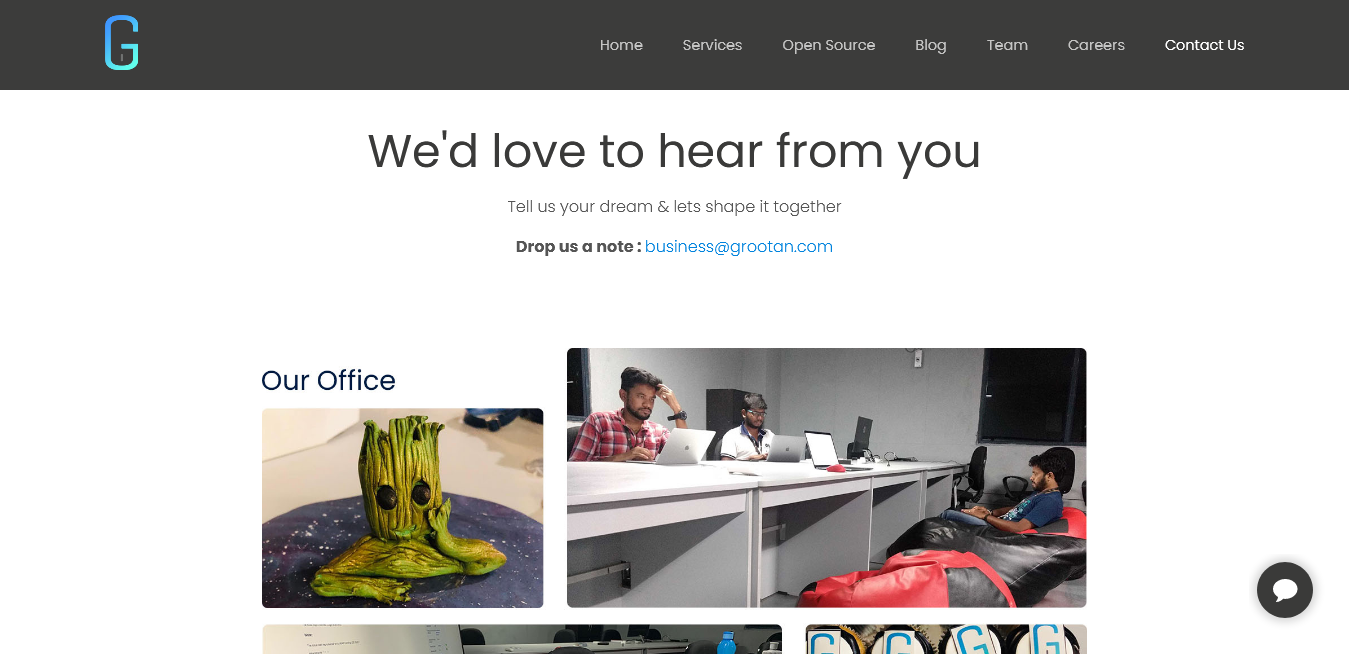 G
Home Services Open Source Blog Team Careers Contact Us
We'd love to hear from you
Tell us your dream & lets shape it together
Drop us a note : business@grootan.com
Our Office